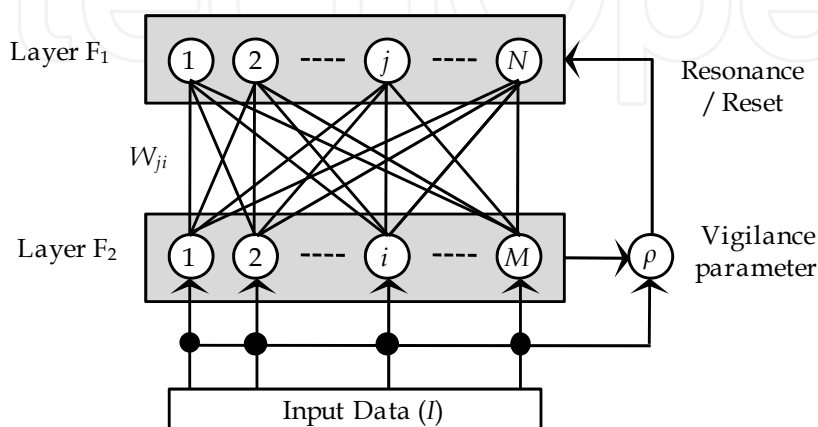 Layer F₁
1 2 ---- j ---- N
Resonance
/ Reset
Wji
Layer F₂
1 2 ---- i ---- M
ρ
Vigilance
parameter
Input Data (I)